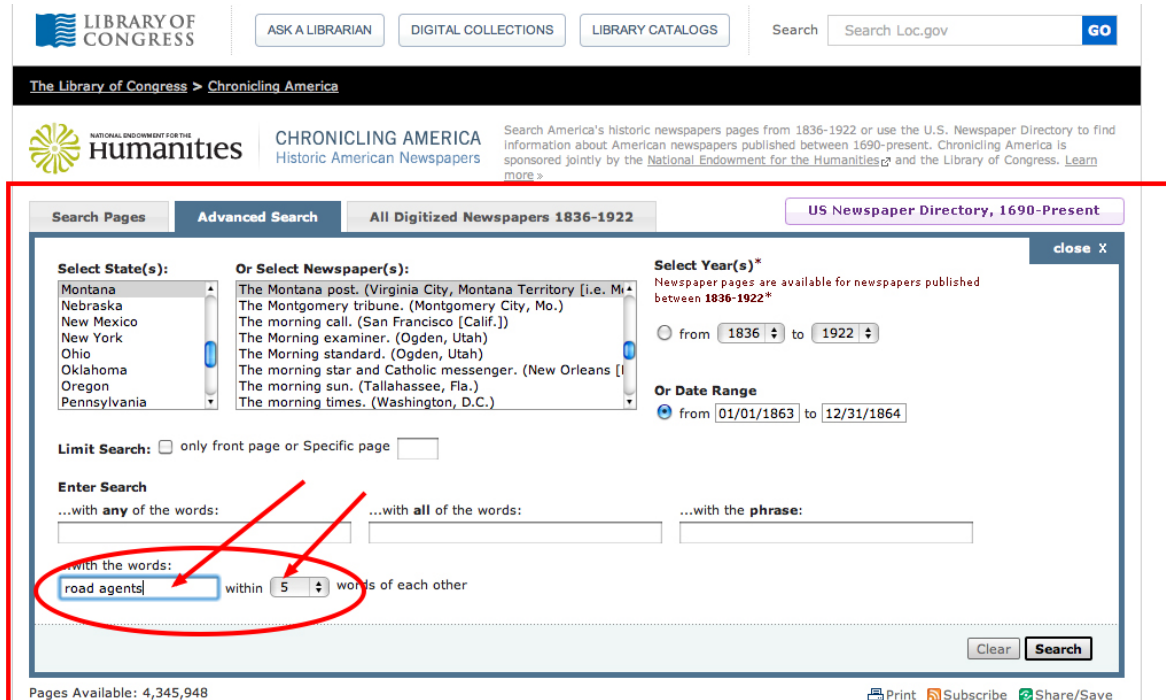 LIBRARY OF CONGRESS
ASK A LIBRARIAN DIGITAL COLLECTIONS LIBRARY CATALOGS Search Search Loc.gov GO
The Library of Congress > Chronicling America
NATIONAL ENDOWMENT FOR THE
Humanities
CHRONICLING AMERICA
Historic American Newspapers
Search America's historic newspapers pages from 1836-1922 or use the U.S. Newspaper Directory to find
information about American newspapers published between 1690-present. Chronicling America is
sponsored jointly by the National Endowment for the Humanities and the Library of Congress. Learn
more »
Search Pages Advanced Search All Digitized Newspapers 1836-1922 US Newspaper Directory, 1690-Present
close X
Select State(s):
Montana
Nebraska
New Mexico
New York
Ohio
Oklahoma
Oregon
Pennsylvania
Or Select Newspaper(s):
The Montana post. (Virginia City, Montana Territory [i.e. M
The Montgomery tribune. (Montgomery City, Mo.)
The morning call. (San Francisco [Calif.])
The Morning examiner. (Ogden, Utah)
The Morning standard. (Ogden, Utah)
The morning star and Catholic messenger. (New Orleans [
The morning sun. (Tallahassee, Fla.)
The morning times. (Washington, D.C.)
Select Year(s)*
Newspaper pages are available for newspapers published
between 1836-1922*
from 1836 to 1922
Or Date Range
from 01/01/1863 to 12/31/1864
Limit Search: only front page or Specific page
Enter Search
...with any of the words: ...with all of the words: ...with the phrase:
...with the words:
road agents within 5 words of each other
Clear Search
Pages Available: 4,345,948 Print Subscribe Share/Save